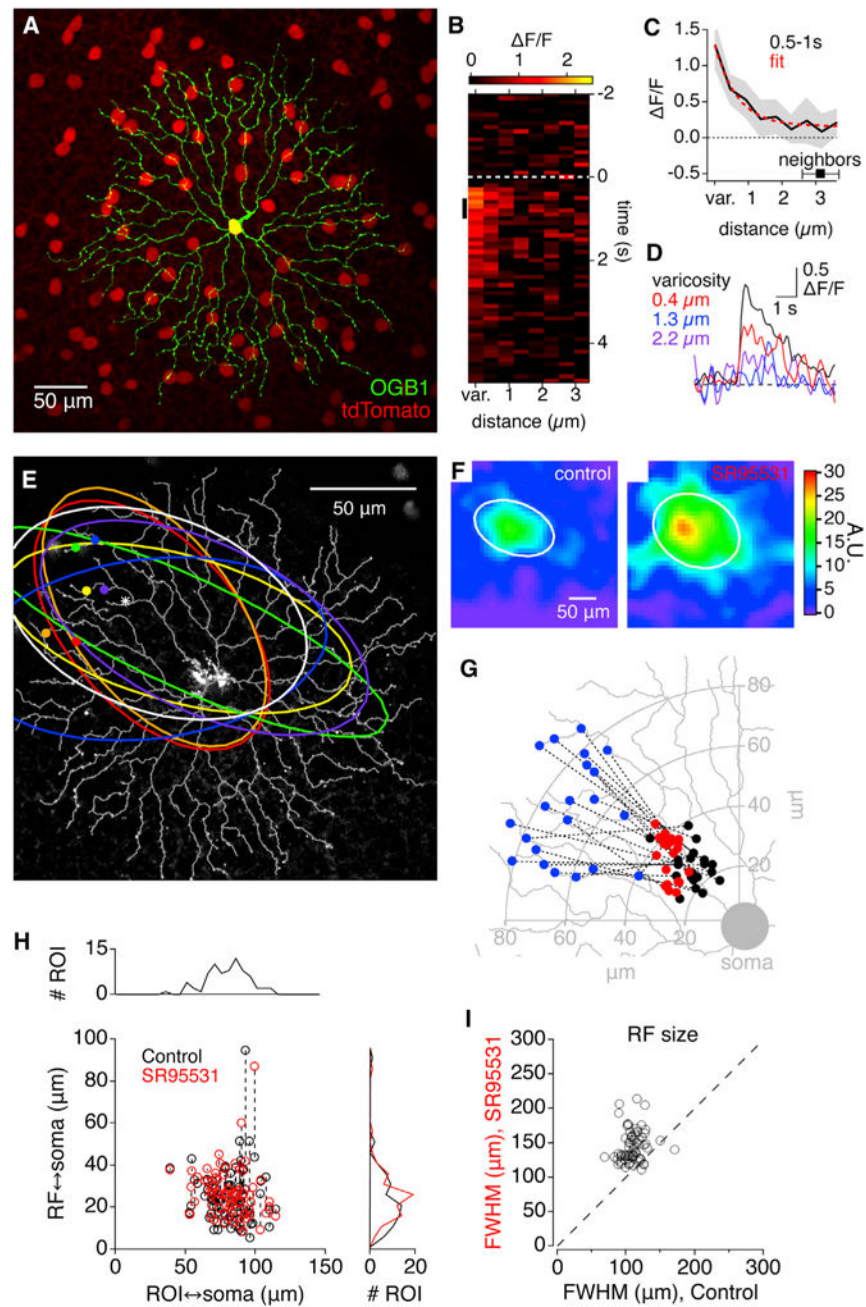 A
50 µm
OGB1
tdTomato
B
ΔF/F
0 1 2
-2
0
2
4
time (s)
var. 1 2 3
distance (µm)
C
0.5-1s
fit
ΔF/F
1.5
1.0
0.5
0.0
-0.5
neighbors
var. 1 2 3
distance (µm)
D
varicosity
0.4 µm
1.3 µm
2.2 µm
0.5
ΔF/F
1 s
E
50 µm
*
F
control
50 µm
SR95531
30
25
20
15
10
5
0
A.U.
G
80
60
40
20
µm
80 60 40 20
µm
soma
H
# ROI
15
0
Control
SR95531
RF↔soma (µm)
100
80
60
40
20
0
0 50 100 150
ROI↔soma (µm)
0 20
# ROI
I
RF size
FWHM (µm), SR95531
300
250
200
150
100
50
0
0 100 200 300
FWHM (µm), Control